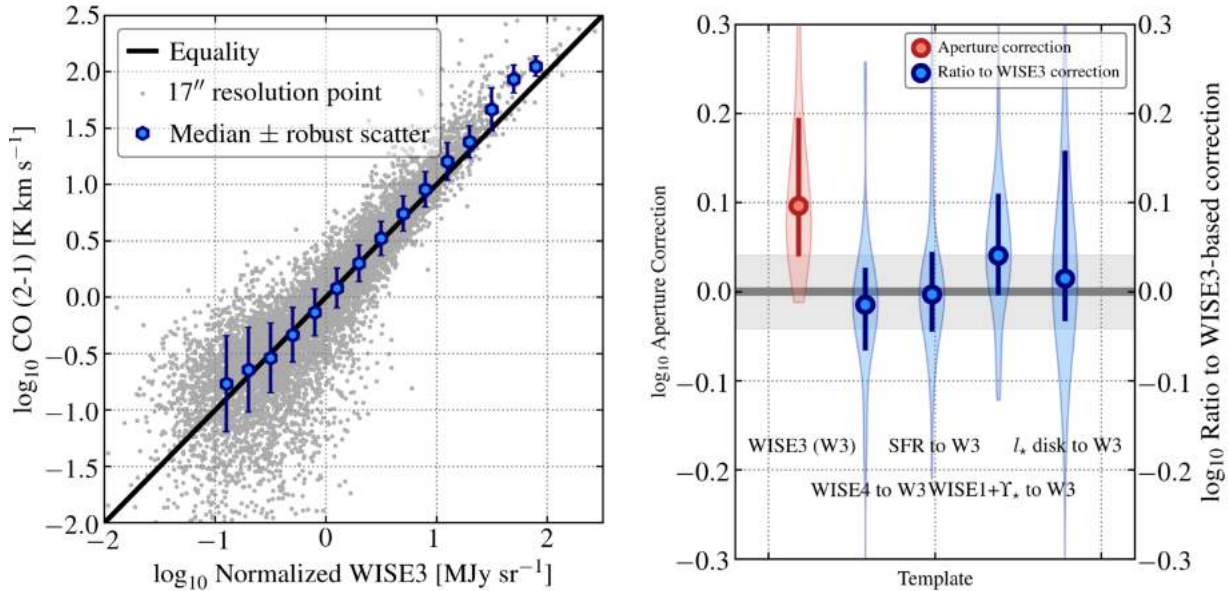 2.5
2.0
1.5
1.0
0.5
0.0
−0.5
−1.0
−1.5
−2.0
log₁₀ CO (2-1) [K km s⁻¹]
Equality
17″ resolution point
Median ± robust scatter
−2
−1
0
1
2
log₁₀ Normalized WISE3 [MJy sr⁻¹]
0.3
0.2
0.1
0.0
−0.1
−0.2
−0.3
log₁₀ Aperture Correction
Aperture correction
Ratio to WISE3 correction
WISE3 (W3)
SFR to W3
l⋆ disk to W3
WISE4 to W3
WISE1+ϒ⋆ to W3
Template
0.3
0.2
0.1
0.0
−0.1
−0.2
−0.3
log₁₀ Ratio to WISE3-based correction